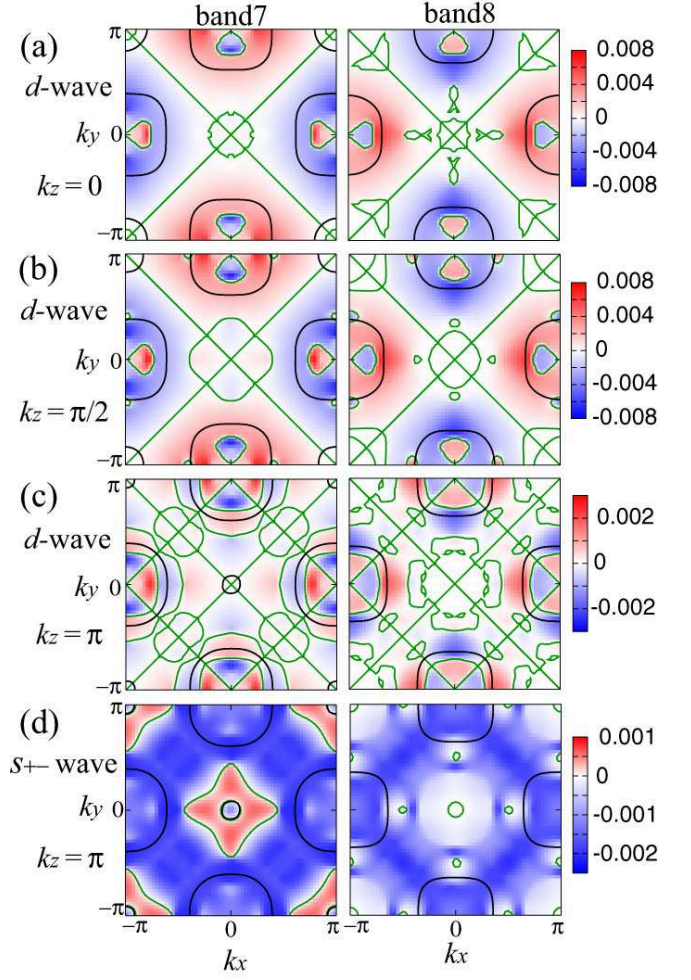 band7 band8
(a)
d-wave
ky
kz = 0
π
0
−π
0.008
0.004
0
-0.004
-0.008
(b)
d-wave
ky
kz = π/2
π
0
−π
0.008
0.004
0
-0.004
-0.008
(c)
d-wave
ky
kz = π
π
0
−π
0.002
0
-0.002
(d)
s+− wave
ky
kz = π
π
0
−π
0.001
0
-0.001
-0.002
−π 0 π −π 0 π
kx kx